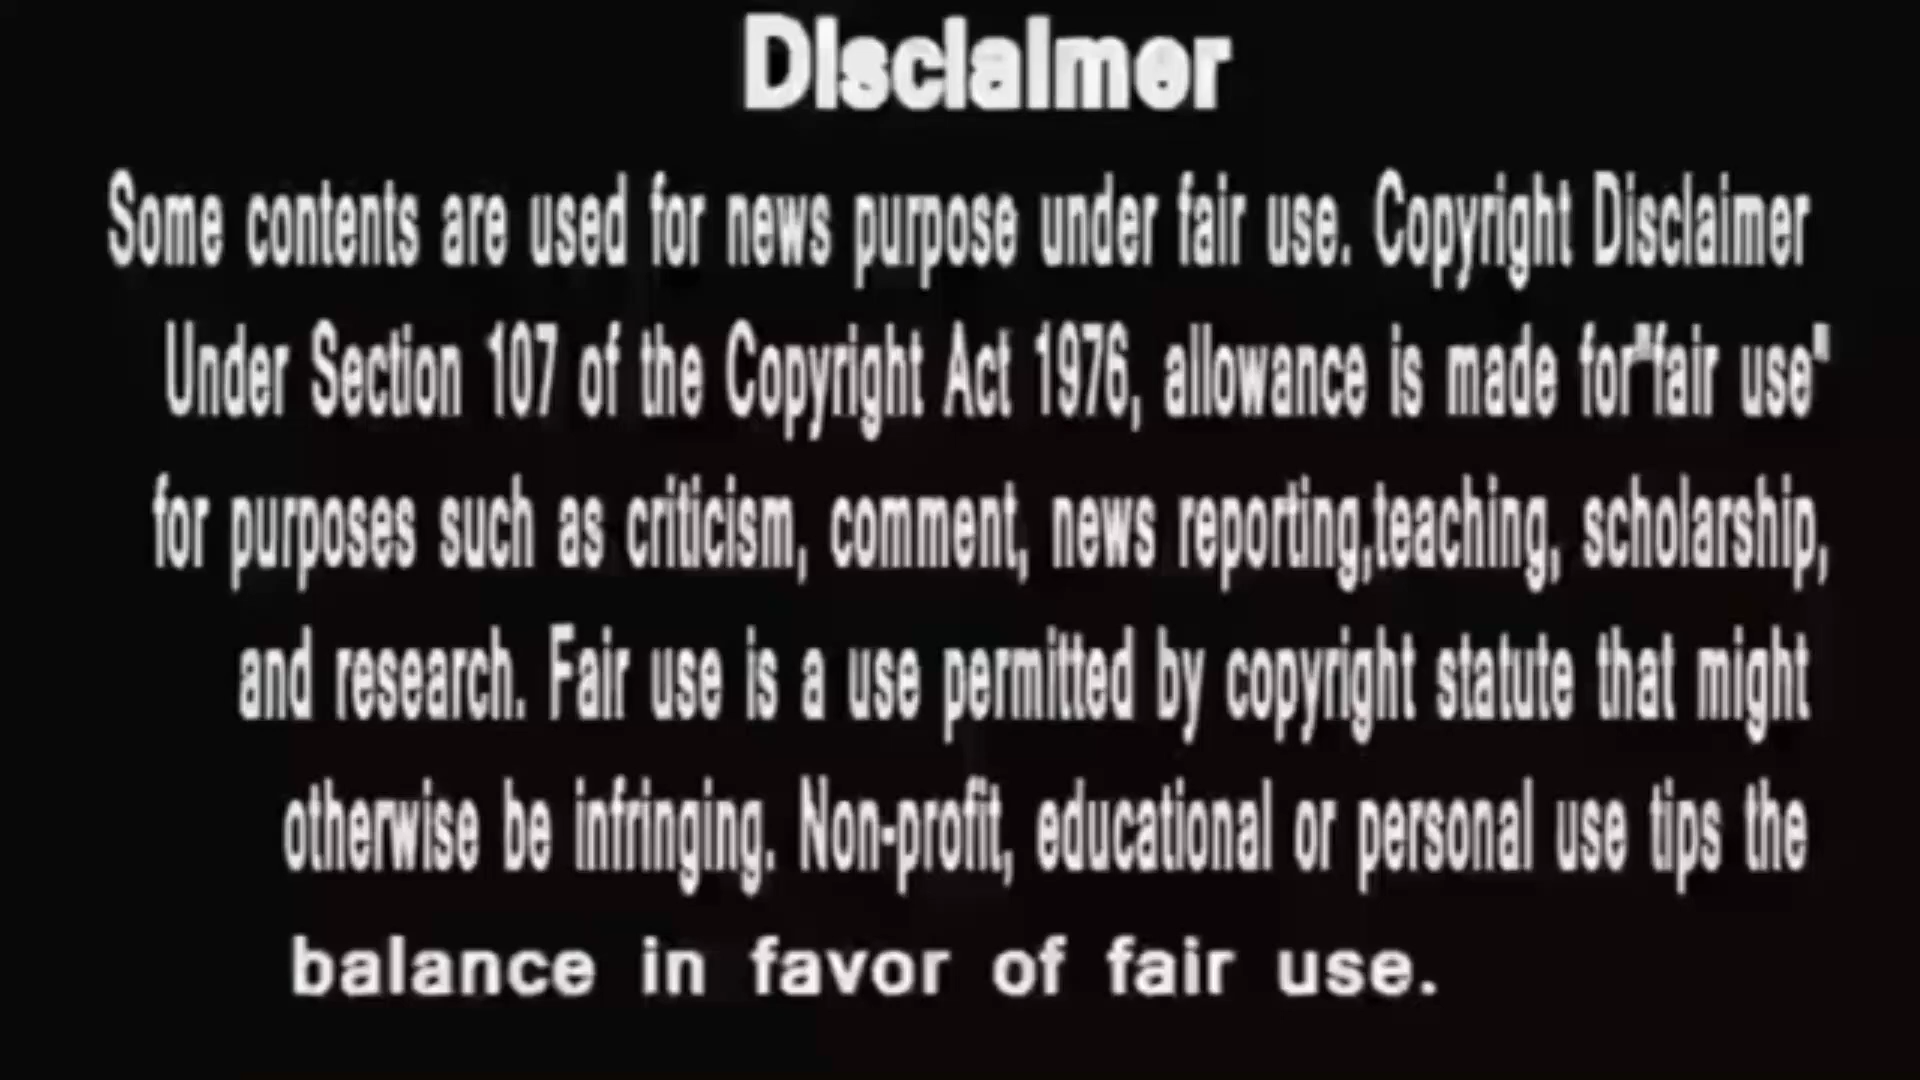 Disclaimer
Some contents are used for news purpose under fair use. Copyright Disclaimer
Under Section 107 of the Copyright Act 1976, allowance is made for"fair use"
for purposes such as criticism, comment, news reporting,teaching, scholarship,
and research. Fair use is a use permitted by copyright statute that might
otherwise be infringing. Non-profit, educational or personal use tips the
balance in favor of fair use.